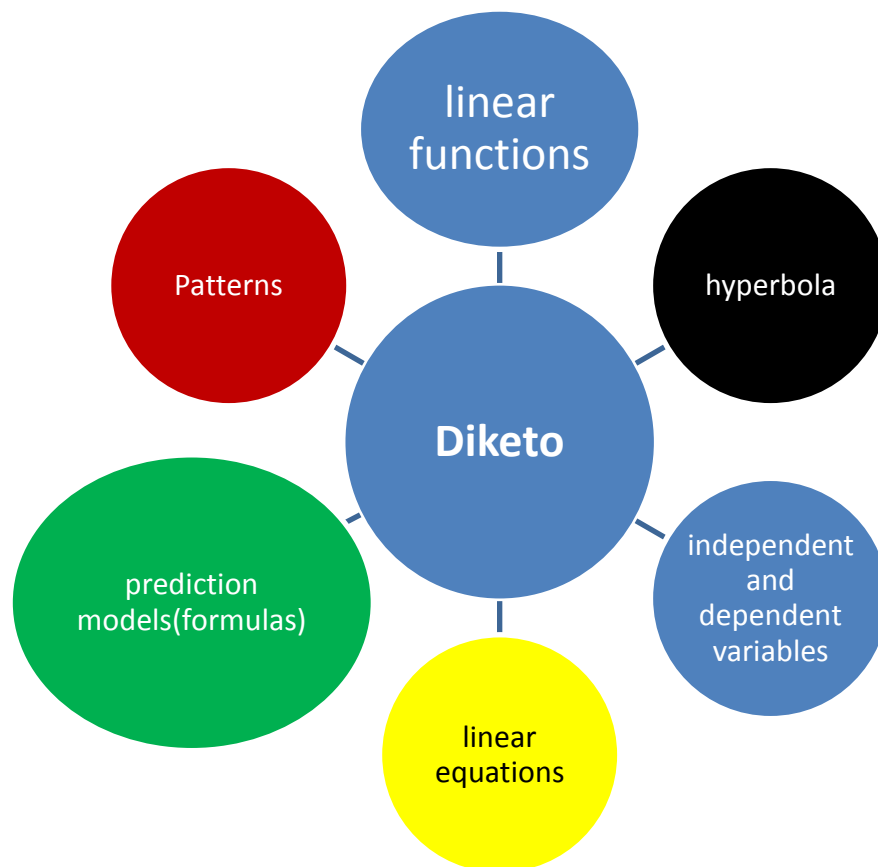 linear
functions
Patterns
hyperbola
Diketo
prediction
models(formulas)
independent
and
dependent
variables
linear
equations